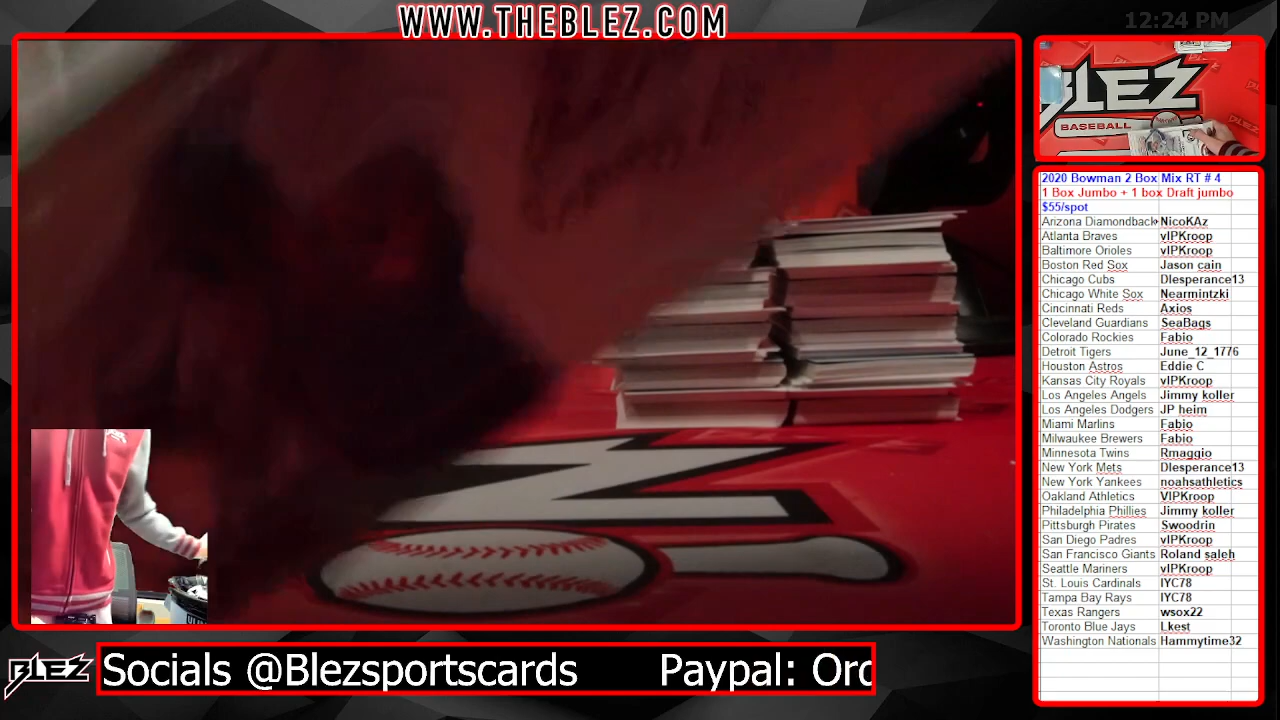 WWW.THEBLEZ.COM
12:24 PM
BLEZ
BASEBALL
2020 Bowman 2 Box Mix RT # 4
1 Box Jumbo + 1 box Draft jumbo
$55/spot
Arizona Diamondback NicoKAz
Atlanta Braves vIPKroop
Baltimore Orioles vIPKroop
Boston Red Sox Jason cain
Chicago Cubs Dlesperance13
Chicago White Sox Nearmintzki
Cincinnati Reds Axios
Cleveland Guardians SeaBags
Colorado Rockies Fabio
Detroit Tigers June_12_1776
Houston Astros Eddie C
Kansas City Royals vIPKroop
Los Angeles Angels Jimmy koller
Los Angeles Dodgers JP heim
Miami Marlins Fabio
Milwaukee Brewers Fabio
Minnesota Twins Rmaggio
New York Mets Dlesperance13
New York Yankees noahsathletics
Oakland Athletics VIPKroop
Philadelphia Phillies Jimmy koller
Pittsburgh Pirates Swoodrin
San Diego Padres vIPKroop
San Francisco Giants Roland saleh
Seattle Mariners vIPKroop
St. Louis Cardinals IYC78
Tampa Bay Rays IYC78
Texas Rangers wsox22
Toronto Blue Jays Lkest
Washington Nationals Hammytime32
BLEZ
Socials @Blezsportscards Paypal: Ord